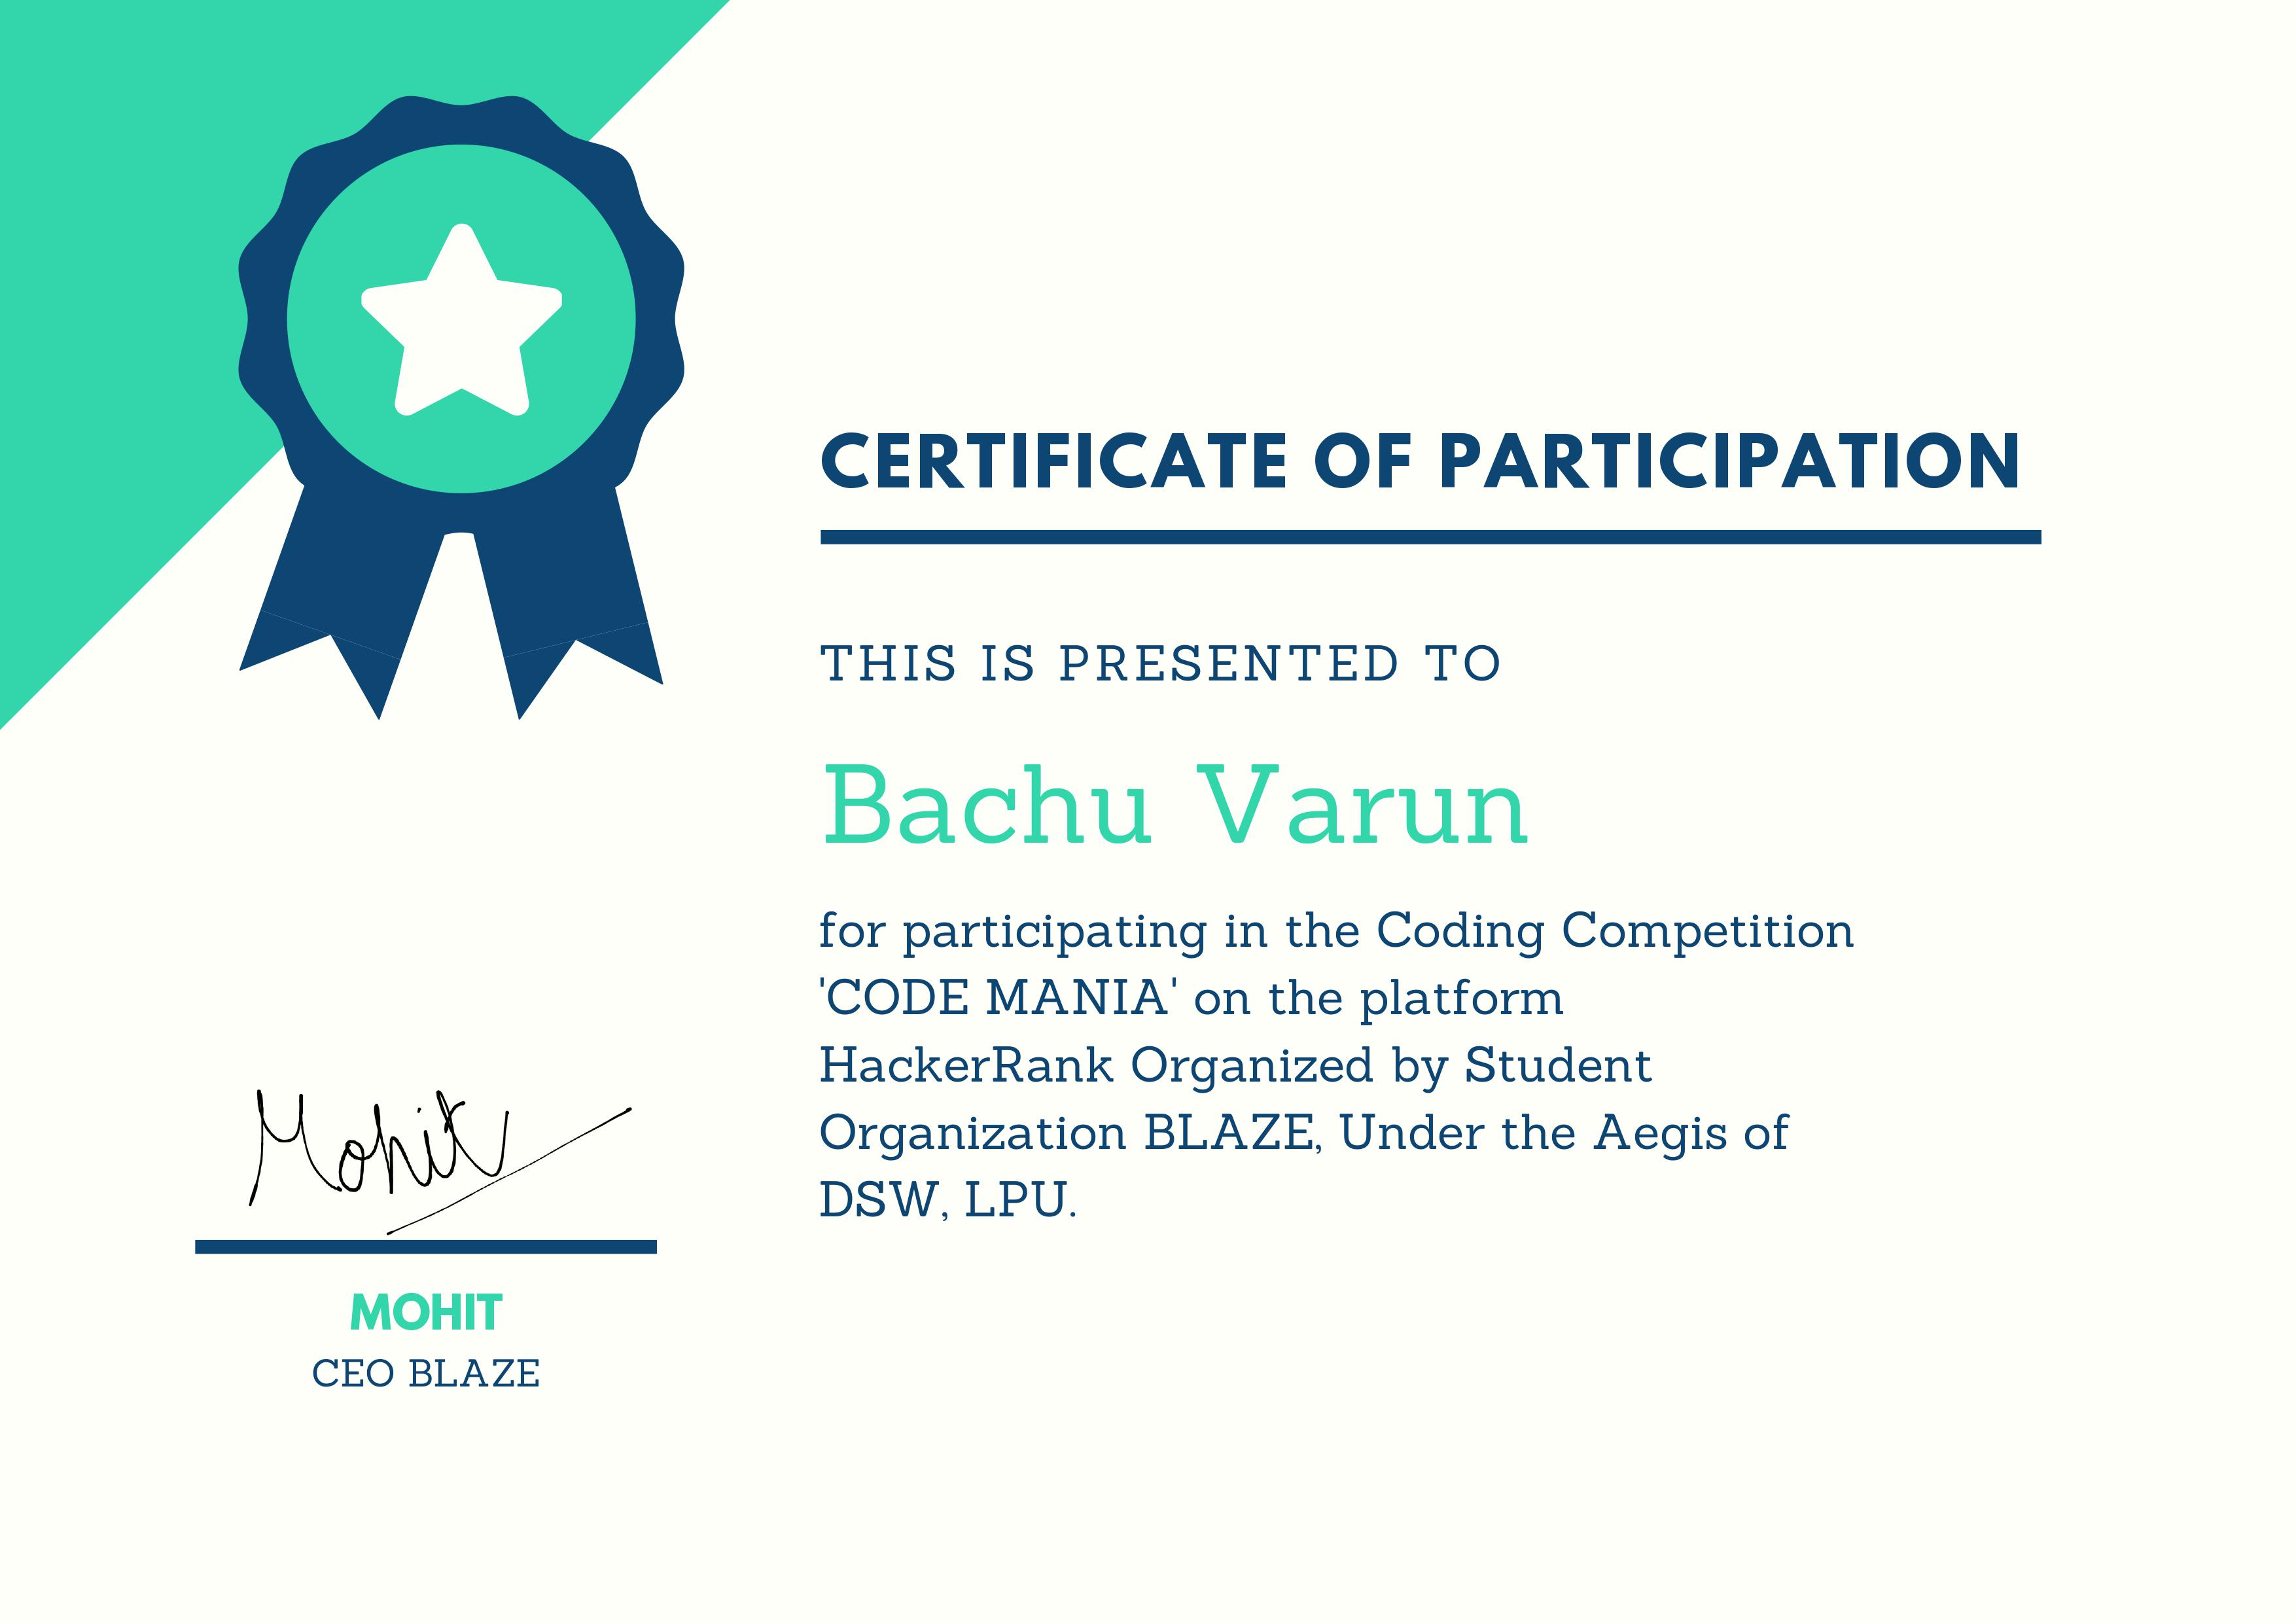 CERTIFICATE OF PARTICIPATION
THIS IS PRESENTED TO
Bachu Varun
for participating in the Coding Competition
'CODE MANIA' on the platform
HackerRank Organized by Student
Organization BLAZE, Under the Aegis of
DSW, LPU.
Mohit
MOHIT
CEO BLAZE